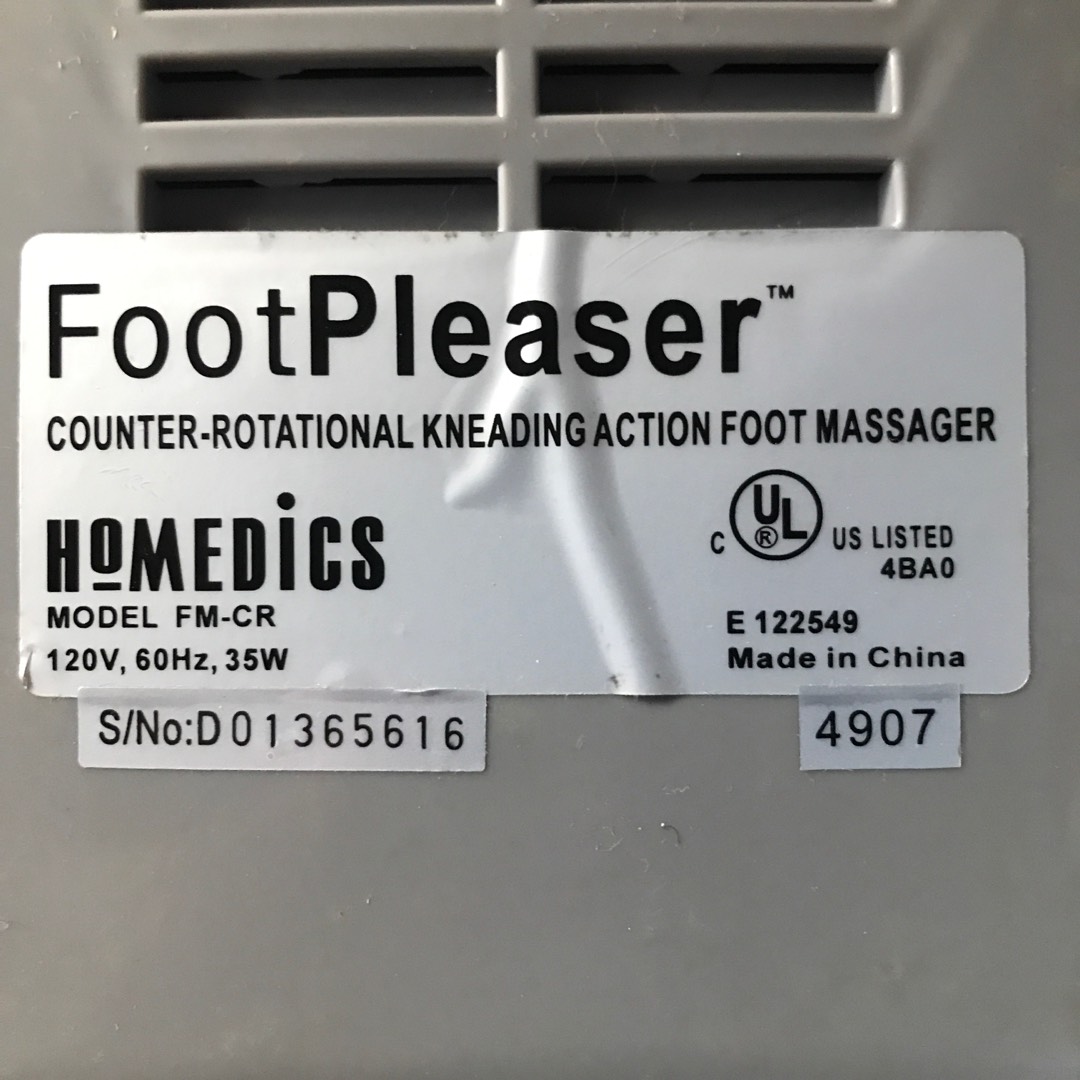 FootPleaser™
COUNTER-ROTATIONAL KNEADING ACTION FOOT MASSAGER
HOMEDICS
MODEL FM-CR
120V, 60Hz, 35W
C UL ® US LISTED
4BA0
E 122549
Made in China
S/No:D01365616
4907